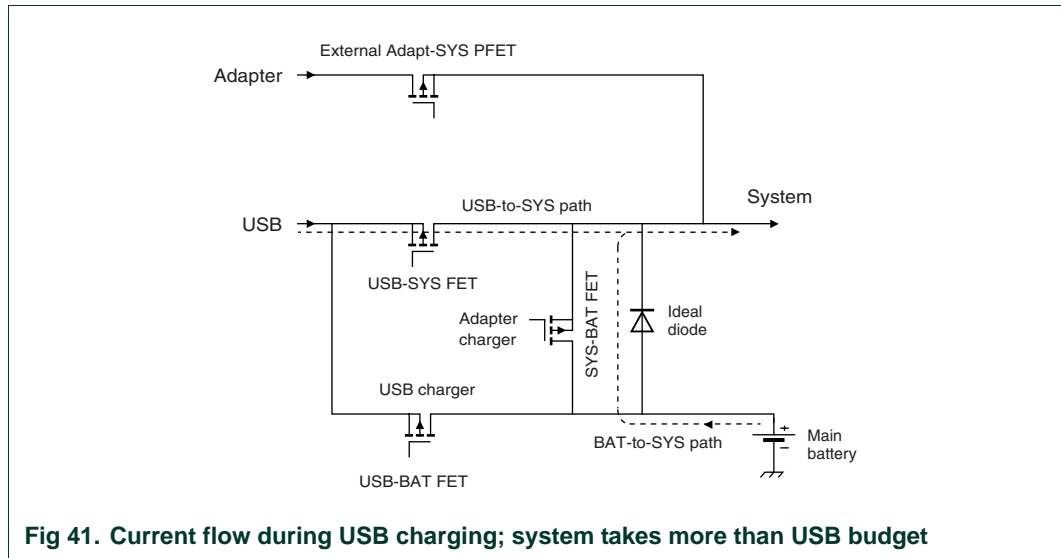 External Adapt-SYS PFET
Adapter
System
USB-to-SYS path
USB
USB-SYS FET
SYS-BAT FET
Ideal
diode
Adapter
charger
USB charger
+
BAT-to-SYS path
–
Main
battery
USB-BAT FET
Fig 41. Current flow during USB charging; system takes more than USB budget